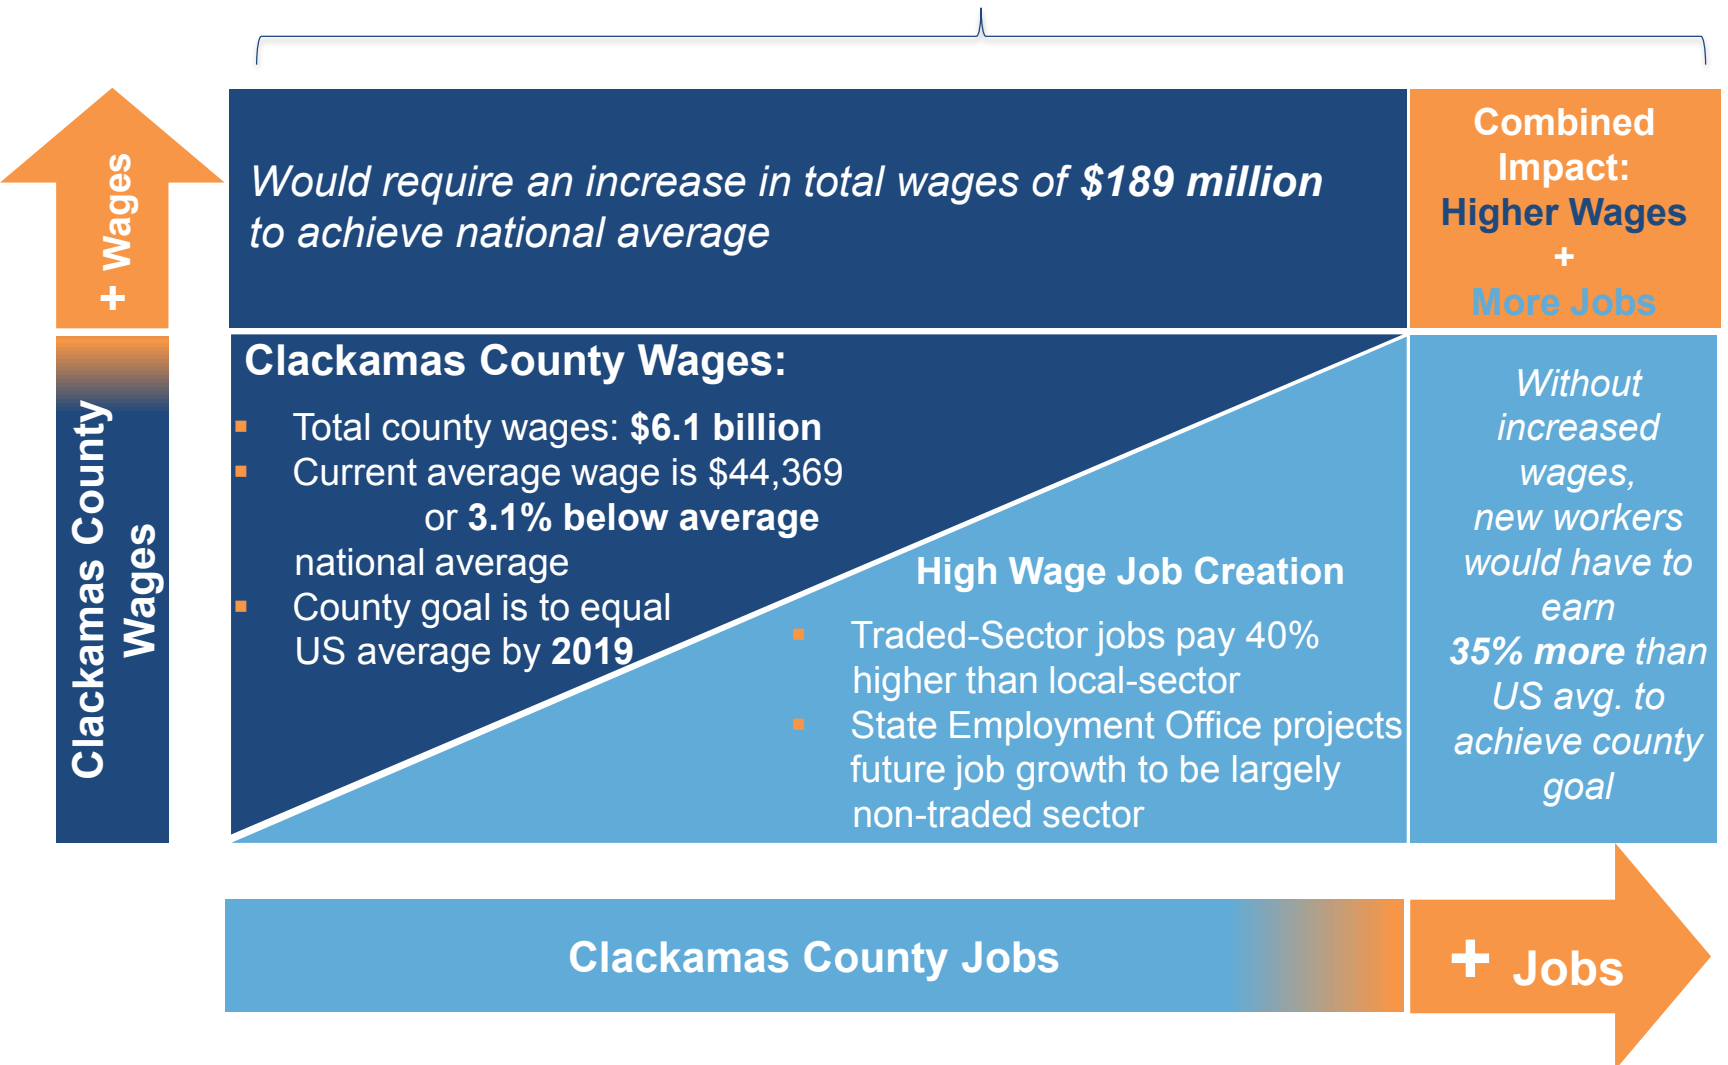 + Wages
Would require an increase in total wages of $189 million
to achieve national average
Combined
Impact:
Higher Wages
+
More Jobs
Clackamas County
Wages
Clackamas County Wages:
▪ Total county wages: $6.1 billion
▪ Current average wage is $44,369
or 3.1% below average
national average
▪ County goal is to equal
US average by 2019
High Wage Job Creation
▪ Traded-Sector jobs pay 40%
higher than local-sector
▪ State Employment Office projects
future job growth to be largely
non-traded sector
Without
increased
wages,
new workers
would have to
earn
35% more than
US avg. to
achieve county
goal
Clackamas County Jobs
+ Jobs